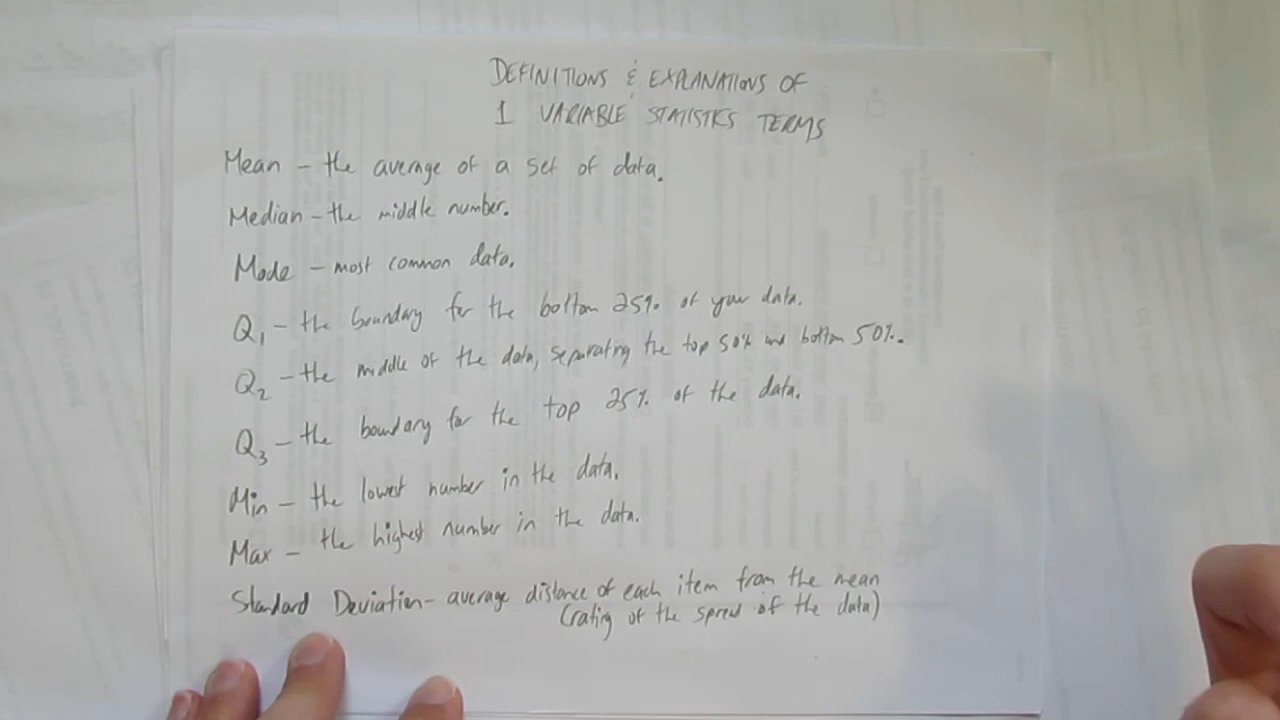 DEFINITIONS & EXPLANATIONS OF
1 VARIABLE STATISTICS TERMS
Mean - the average of a set of data.
Median - the middle number.
Mode - most common data.
Q1 - the boundary for the bottom 25% of your data.
Q2 - the middle of the data, separating the top 50% and bottom 50%.
Q3 - the boundary for the top 25% of the data.
Min - the lowest number in the data.
Max - the highest number in the data.
Standard Deviation - average distance of each item from the mean
(rating of the spread of the data)